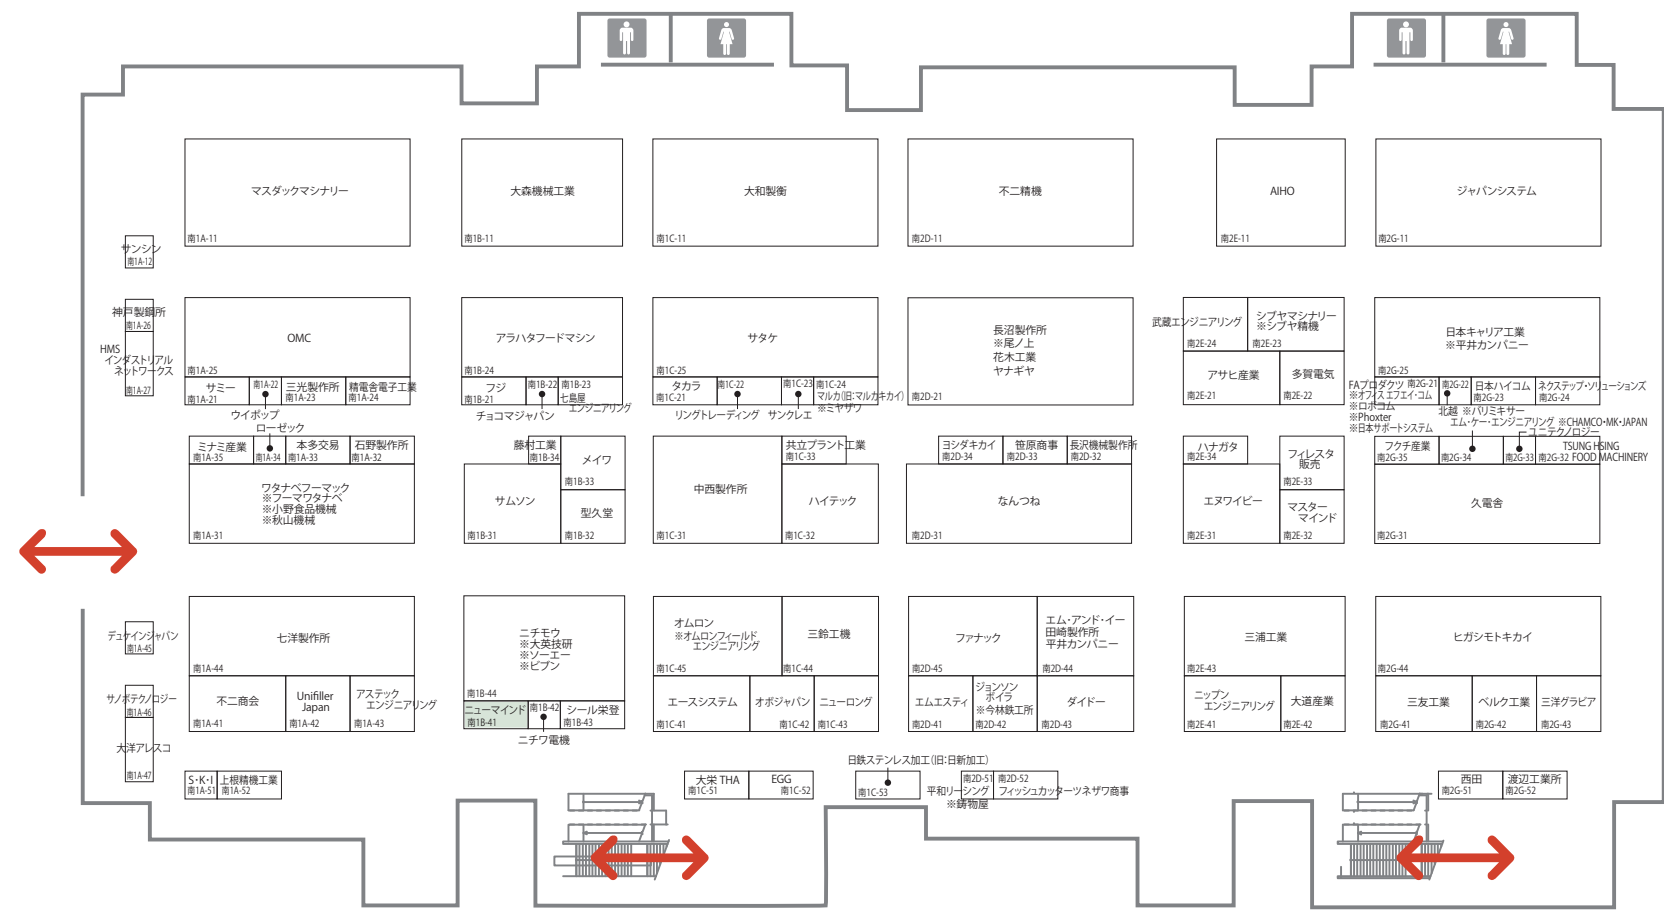 マスダックマシナリー
南1A-11
大森機械工業
南1B-11
大和製衡
南1C-11
不二精機
南2D-11
AIHO
南2E-11
ジャパンシステム
南2G-11
サンシン
南1A-12
神戸製鋼所
南1A-26
HMS
インダストリアル
ネットワークス
南1A-27
OMC
南1A-25
サミー
南1A-21
南1A-22
ウイポップ
三光製作所
南1A-23
精電舎電子工業
南1A-24
アラハタフードマシン
南1B-24
フジ
南1B-21
南1B-22
チョコマジャパン
南1B-23
七島屋
エンジニアリング
サタケ
南1C-25
タカラ
南1C-21
南1C-22
リングトレーディング
南1C-23
サンクレエ
南1C-24
マルカ(旧:マルカキカイ)
※ミヤザワ
長沼製作所
※尾ノ上
花木工業
ヤナギヤ
南2D-21
武蔵エンジニアリング
南2E-24
シブヤマシナリー
※シブヤ精機
南2E-23
アサヒ産業
南2E-21
多賀電気
南2E-22
日本キャリア工業
※平井カンパニー
南2G-25
FAプロダクツ
南2G-21
※オフィス エフエイ・コム
※ロボコム
※Phoxter
※日本サポートシステム
南2G-22
北越 ※バリミキサー
日本ハイコム
南2G-23
ネクステップ・ソリューションズ
南2G-24
エム・ケー・エンジニアリング ※CHAMCO・MK・JAPAN
ユニテクノロジー
ローゼック
ミナミ産業
南1A-35
南1A-34
本多交易
南1A-33
石野製作所
南1A-32
ワタナベフーマック
※フーマワタナベ
※小野食品機械
※秋山機械
南1A-31
藤村工業
南1B-34
メイワ
南1B-33
サムソン
南1B-31
型久堂
南1B-32
中西製作所
南1C-31
共立プラント工業
南1C-33
ハイテック
南1C-32
ヨシダキカイ
南2D-34
笹原商事
南2D-33
長沢機械製作所
南2D-32
なんつね
南2D-31
ハナガタ
南2E-34
フィレスタ
販売
南2E-33
エヌワイビー
南2E-31
マスター
マインド
南2E-32
フクチ産業
南2G-35
南2G-34
南2G-33
TSUNG HSING
南2G-32 FOOD MACHINERY
久電舎
南2G-31
デュケインジャパン
南1A-45
サノボテクノロジー
南1A-46
大洋アレスコ
南1A-47
七洋製作所
南1A-44
不二商会
南1A-41
Unifiller
Japan
南1A-42
アステック
エンジニアリング
南1A-43
ニチモウ
※大英技研
※ソーエー
※ビブン
南1B-44
ニューマインド
南1B-41
南1B-42
ニチワ電機
シール栄登
南1B-43
オムロン
※オムロンフィールド
エンジニアリング
南1C-45
三鈴工機
南1C-44
エースシステム
南1C-41
オボジャパン
南1C-42
ニューロング
南1C-43
ファナック
南2D-45
エム・アンド・イー
田崎製作所
平井カンパニー
南2D-44
エムエスティ
南2D-41
ジョンソン
ボイラ
※今林鉄工所
南2D-42
ダイドー
南2D-43
三浦工業
南2E-43
ニップン
エンジニアリング
南2E-41
大道産業
南2E-42
ヒガシモトキカイ
南2G-44
三友工業
南2G-41
ベルク工業
南2G-42
三洋グラビア
南2G-43
S・K・I
南1A-51
上根精機工業
南1A-52
大栄 THA
南1C-51
EGG
南1C-52
日鉄ステンレス加工(旧:日新加工)
南1C-53
南2D-51
平和リーシング
※鋳物屋
南2D-52
フィッシュカッターツネザワ商事
西田
南2G-51
渡辺工業所
南2G-52